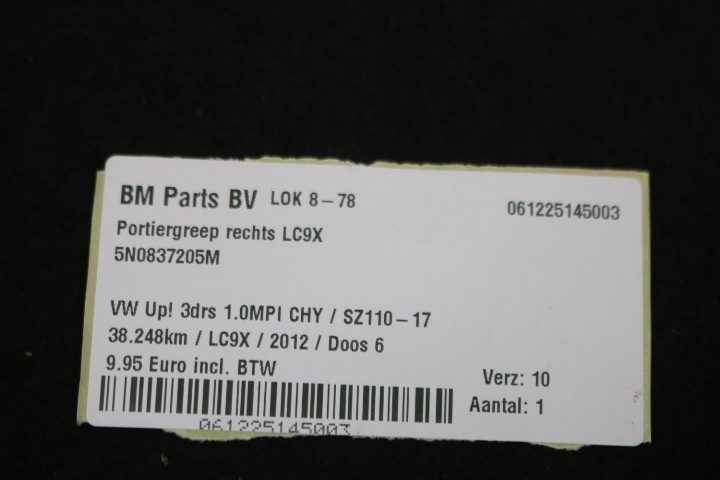 BM Parts BV LOK 8-78 061225145003
Portiergreep rechts LC9X
5N0837205M
VW Up! 3drs 1.0MPI CHY / SZ110-17
38.248km / LC9X / 2012 / Doos 6
9.95 Euro incl. BTW
Verz: 10
Aantal: 1
061225145003